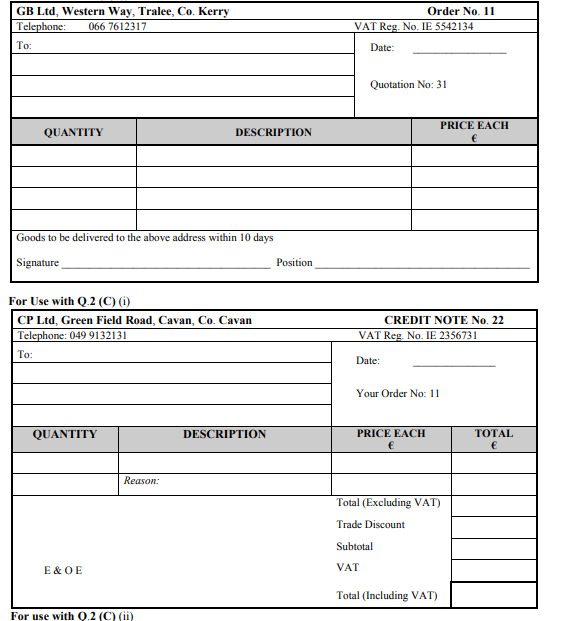 GB Ltd, Western Way, Tralee, Co. Kerry Order No. 11
Telephone: 066 7612317 VAT Reg. No. IE 5542134
To:
Date: _______________
Quotation No: 31
QUANTITY DESCRIPTION PRICE EACH
€
Goods to be delivered to the above address within 10 days
Signature _________________________________ Position __________________________________
For Use with Q.2 (C) (i)
CP Ltd, Green Field Road, Cavan, Co. Cavan CREDIT NOTE No. 22
Telephone: 049 9132131 VAT Reg. No. IE 2356731
To:
Date: _____________
Your Order No: 11
QUANTITY DESCRIPTION PRICE EACH TOTAL
€ €
Reason:
Total (Excluding VAT)
Trade Discount
Subtotal
E & O E VAT
Total (Including VAT)
For use with Q.2 (C) (ii)